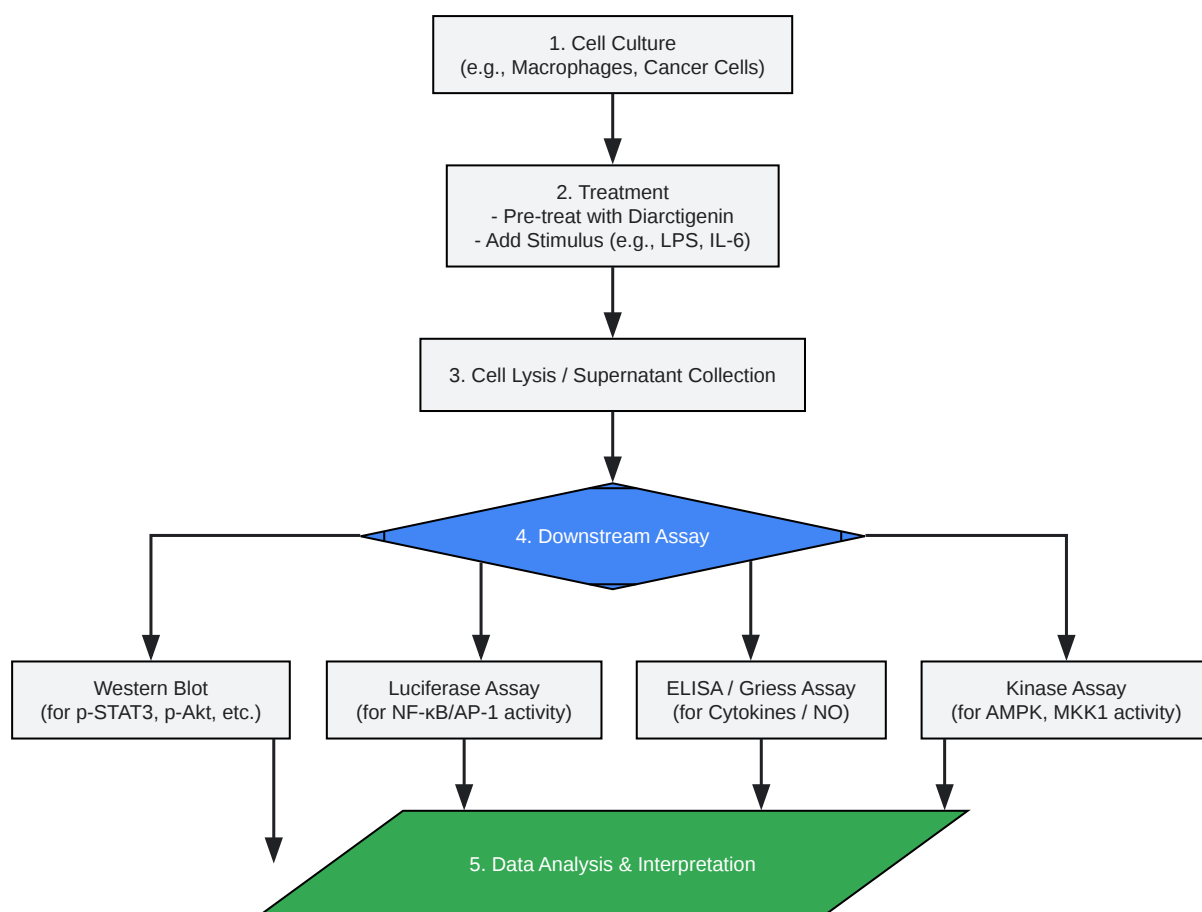 1. Cell Culture
(e.g., Macrophages, Cancer Cells)
2. Treatment
- Pre-treat with Diarctigenin
- Add Stimulus (e.g., LPS, IL-6)
3. Cell Lysis / Supernatant Collection
4. Downstream Assay
Western Blot
(for p-STAT3, p-Akt, etc.)
Luciferase Assay
(for NF-κB/AP-1 activity)
ELISA / Griess Assay
(for Cytokines / NO)
Kinase Assay
(for AMPK, MKK1 activity)
5. Data Analysis & Interpretation